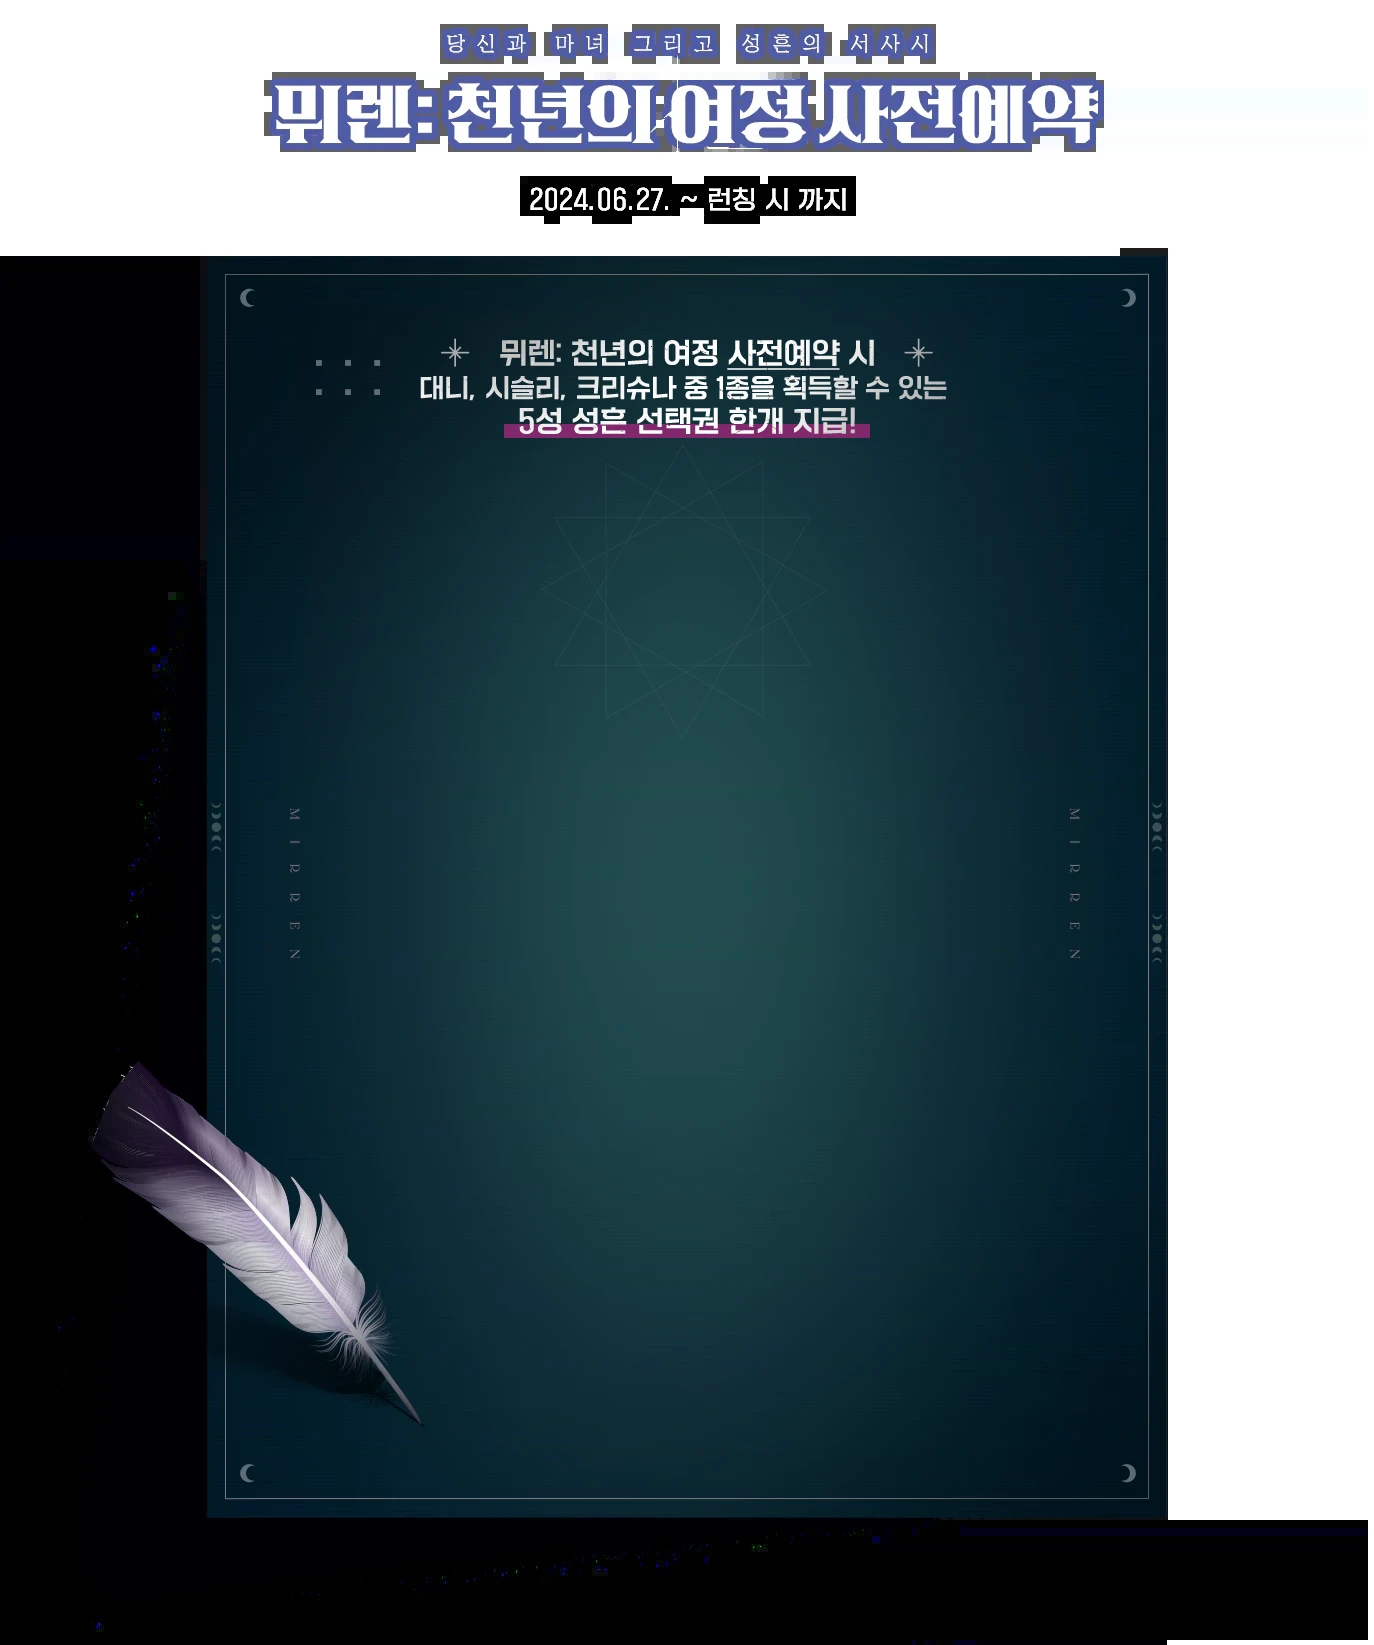 당신과 마녀 그리고 성흔의 서사시
뮈렌: 천년의 여정 사전예약
2024.06.27. ~ 런칭 시 까지
뮈렌: 천년의 여정 사전예약 시
대니, 시슬리, 크리슈나 중 1종을 획득할 수 있는
5성 성흔 선택권 한개 지급!
MIRREN
MIRREN